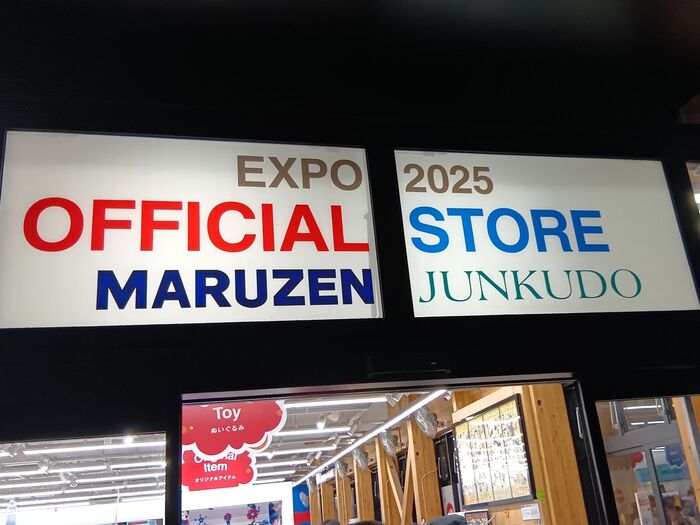 EXPO 2025
OFFICIAL STORE
MARUZEN JUNKUDO
Toy
ぬいぐるみ
Item
オリジナルアイテム